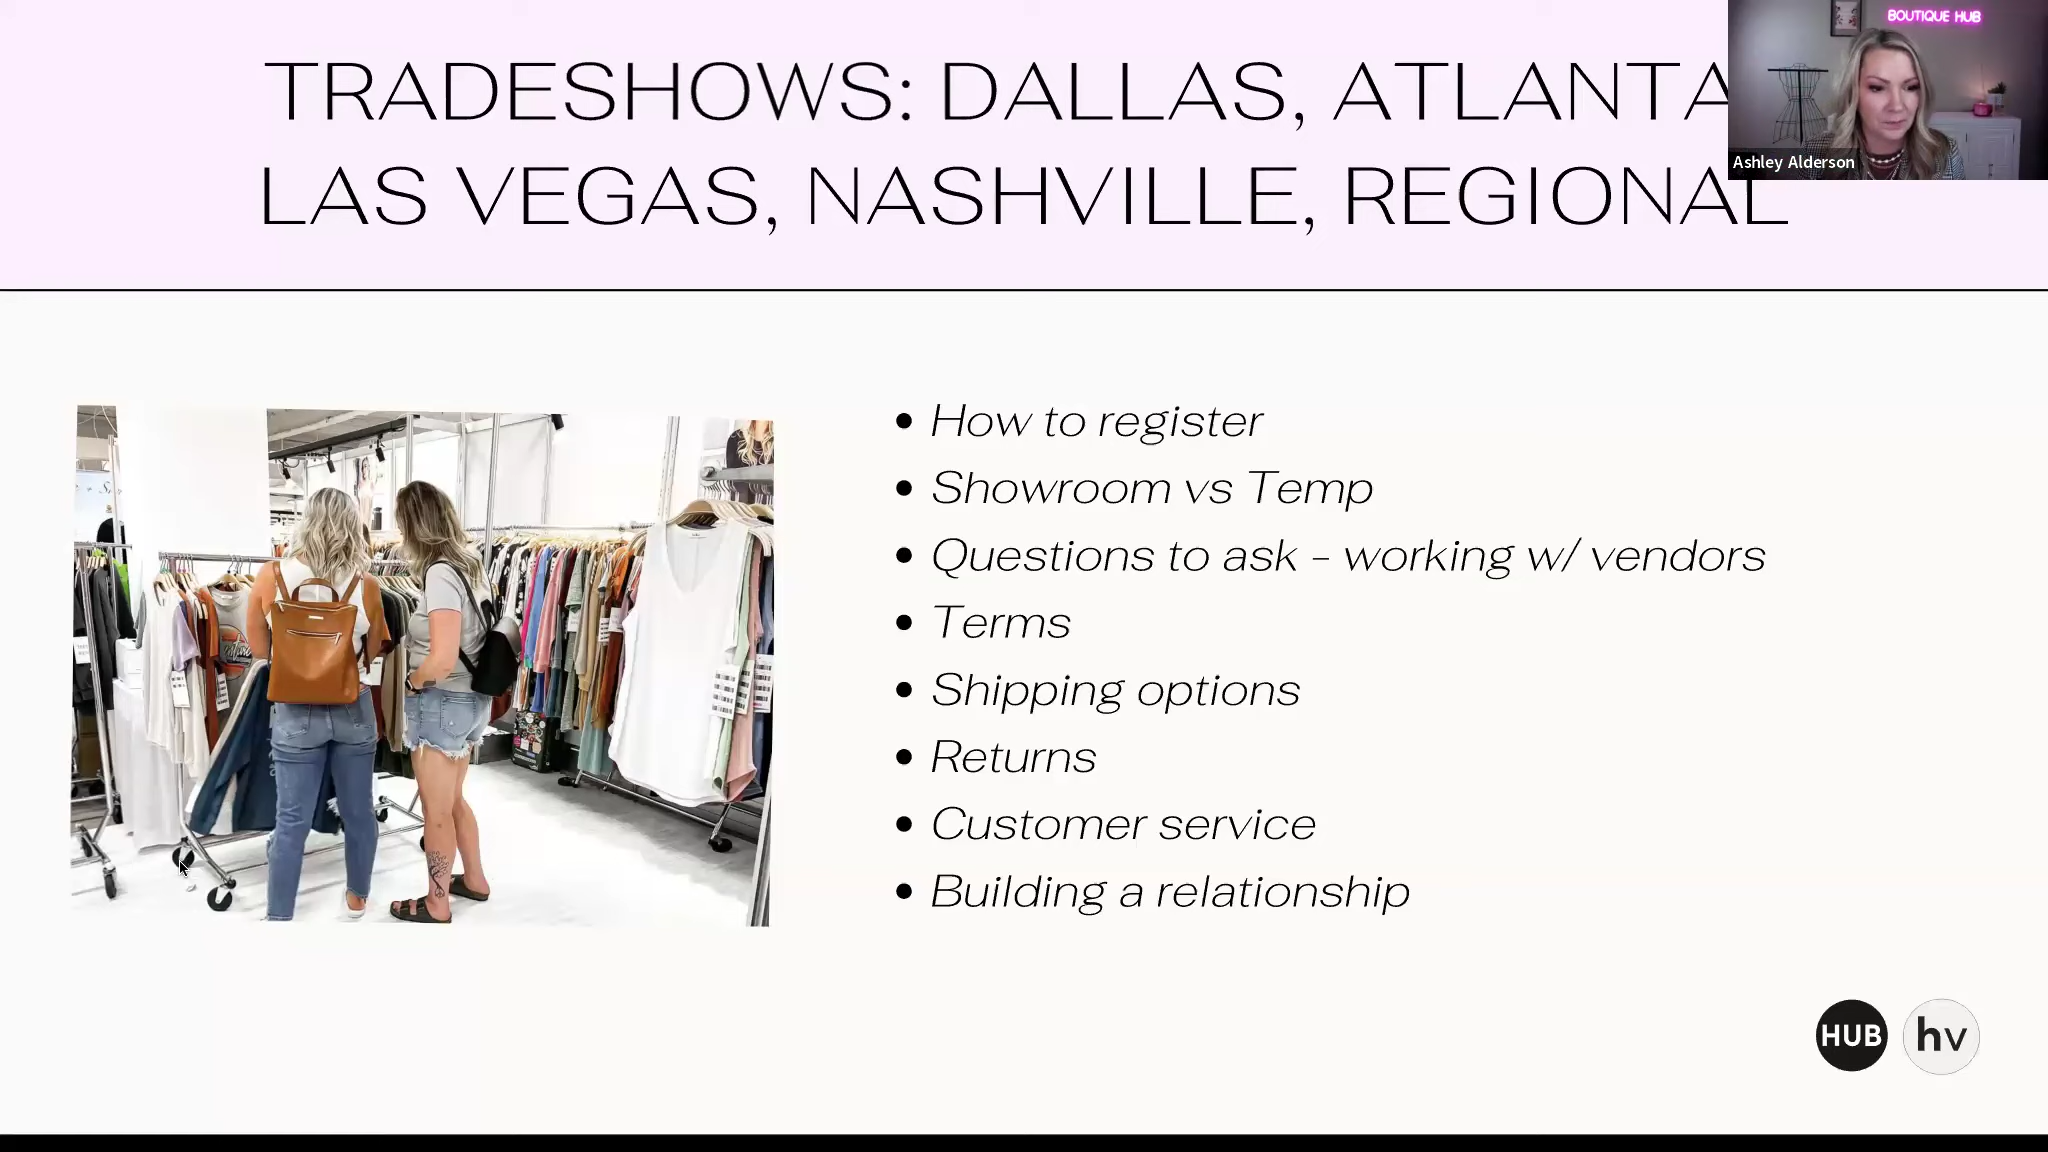 TRADESHOWS: DALLAS, ATLANTA
LAS VEGAS, NASHVILLE, REGIONAL
BOUTIQUE HUB
Ashley Alderson
• How to register
• Showroom vs Temp
• Questions to ask - working w/ vendors
• Terms
• Shipping options
• Returns
• Customer service
• Building a relationship
HUB
hv